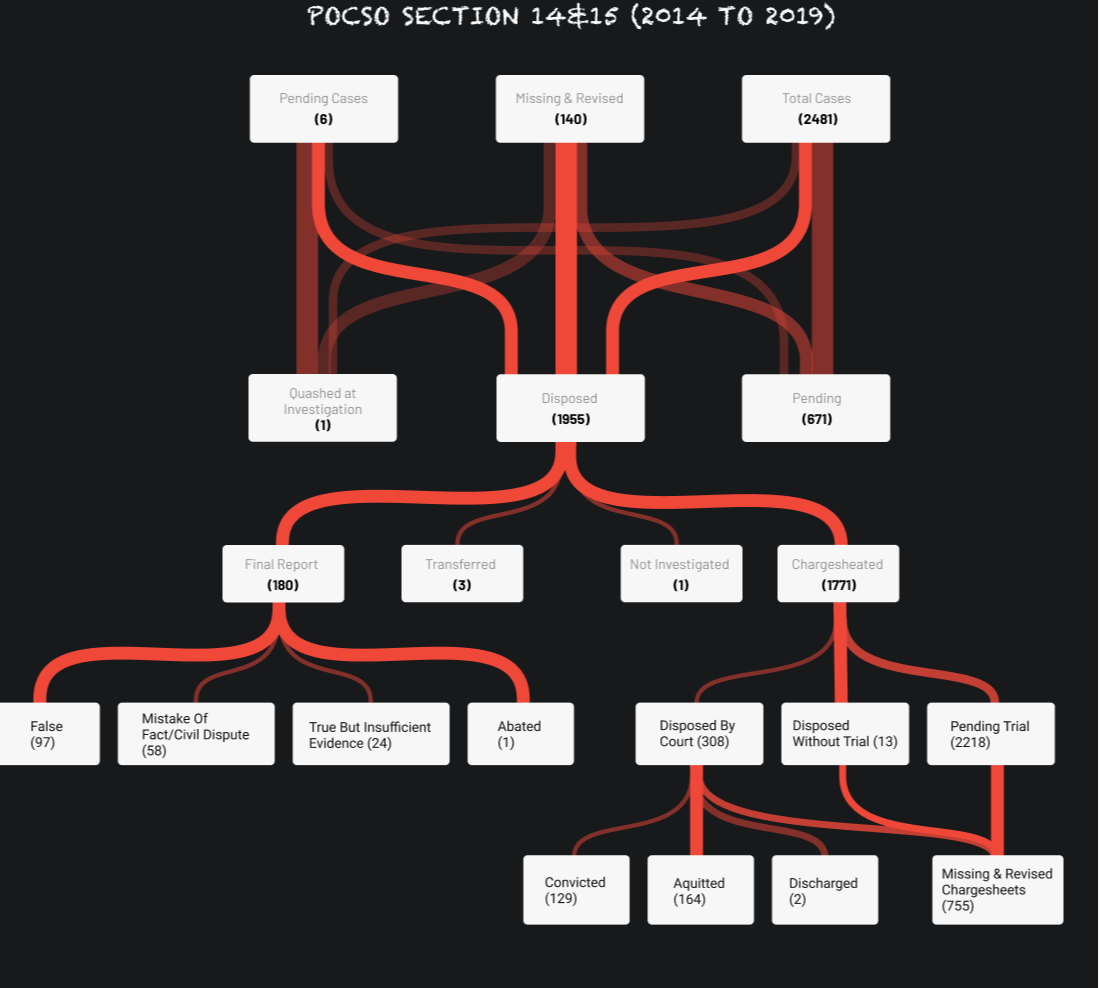 POCSO SECTION 14&15 (2014 TO 2019)
Pending Cases
(6)
Missing & Revised
(140)
Total Cases
(2481)
Quashed at
Investigation
(1)
Disposed
(1955)
Pending
(671)
Final Report
(180)
Transferred
(3)
Not Investigated
(1)
Chargesheated
(1771)
False
(97)
Mistake Of
Fact/Civil Dispute
(58)
True But Insufficient
Evidence (24)
Abated
(1)
Disposed By
Court (308)
Disposed
Without Trial (13)
Pending Trial
(2218)
Convicted
(129)
Aquitted
(164)
Discharged
(2)
Missing & Revised
Chargesheets
(755)